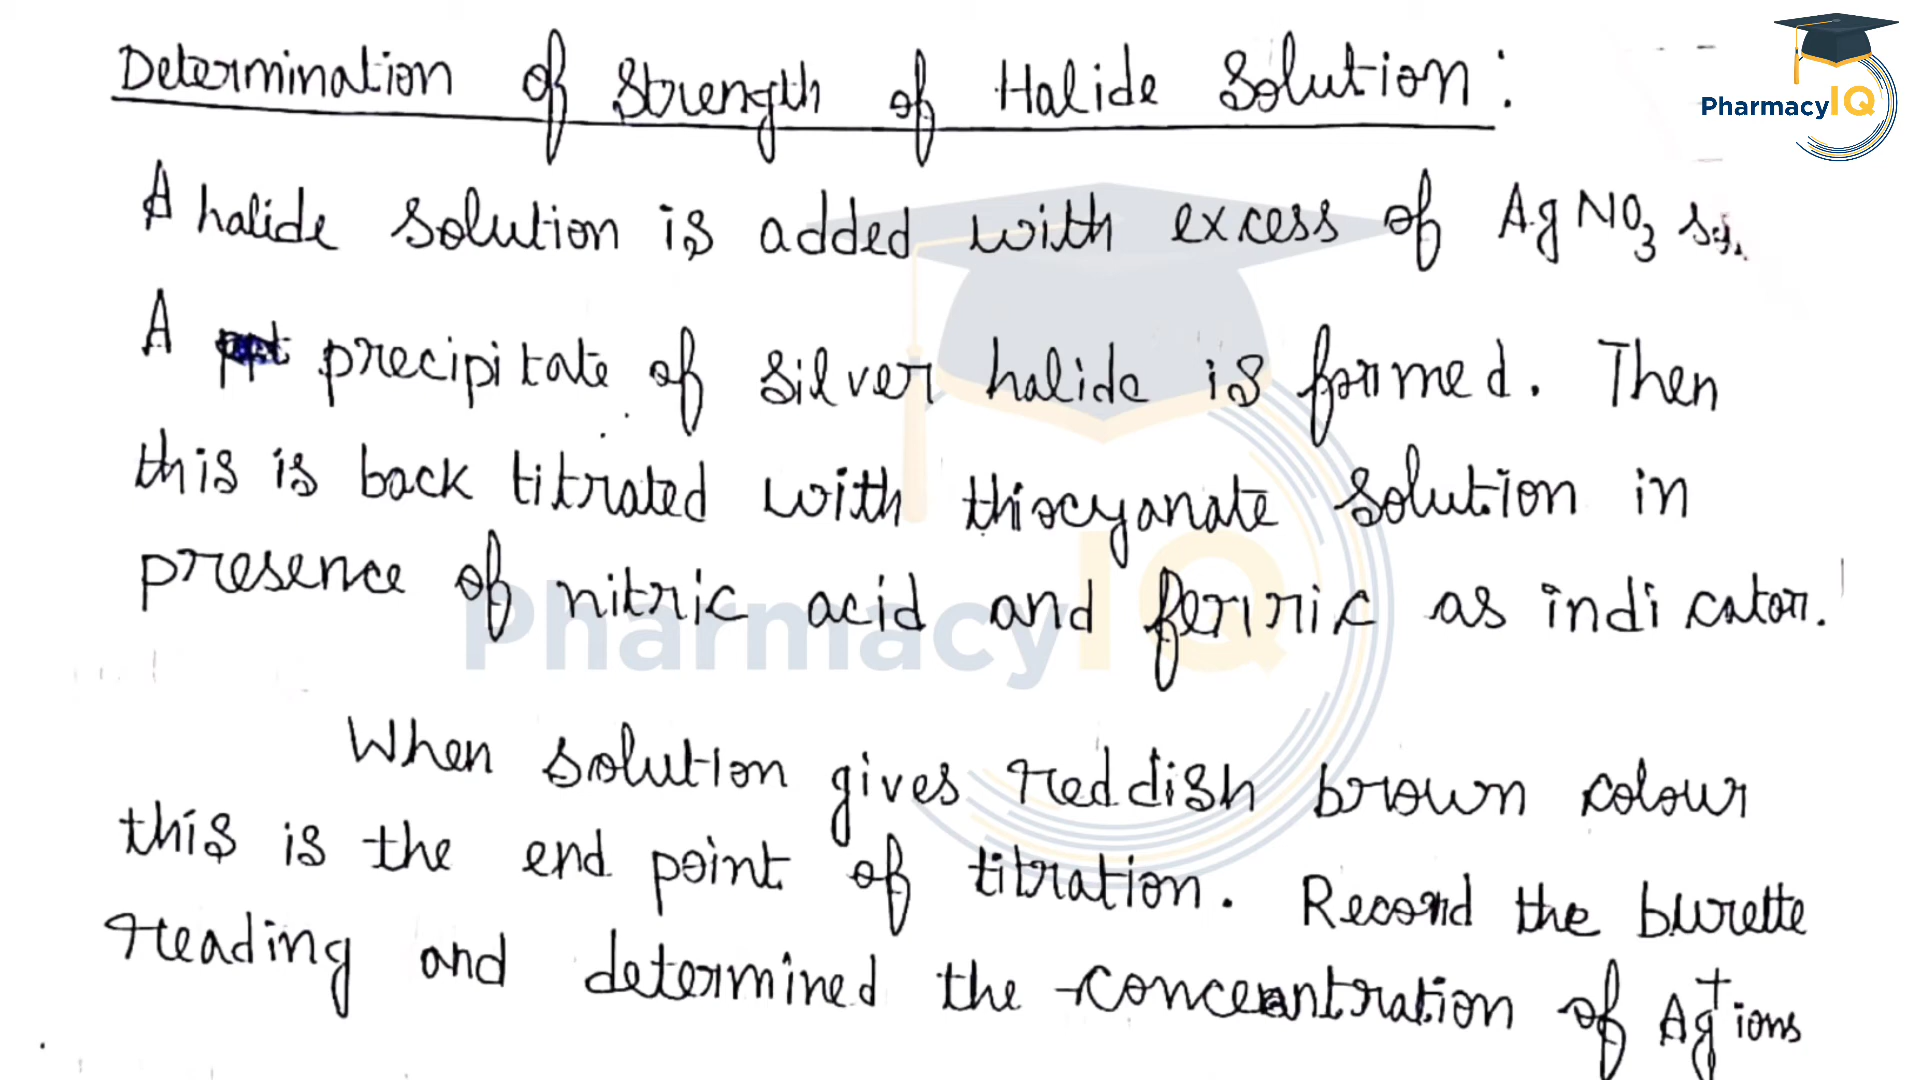 PharmacyIQ
Determination of Strength of Halide Solution:
A halide solution is added with excess of AgNO3
A ppt precipitate of silver halide is formed. Then
this is back titrated with thiocyanate solution in
presence of nitric acid and ferric as indicator.
When solution gives reddish brown colour
this is the end point of titration. Record the burette
reading and determined the concentration of Ag+ ions
PharmacyIQ